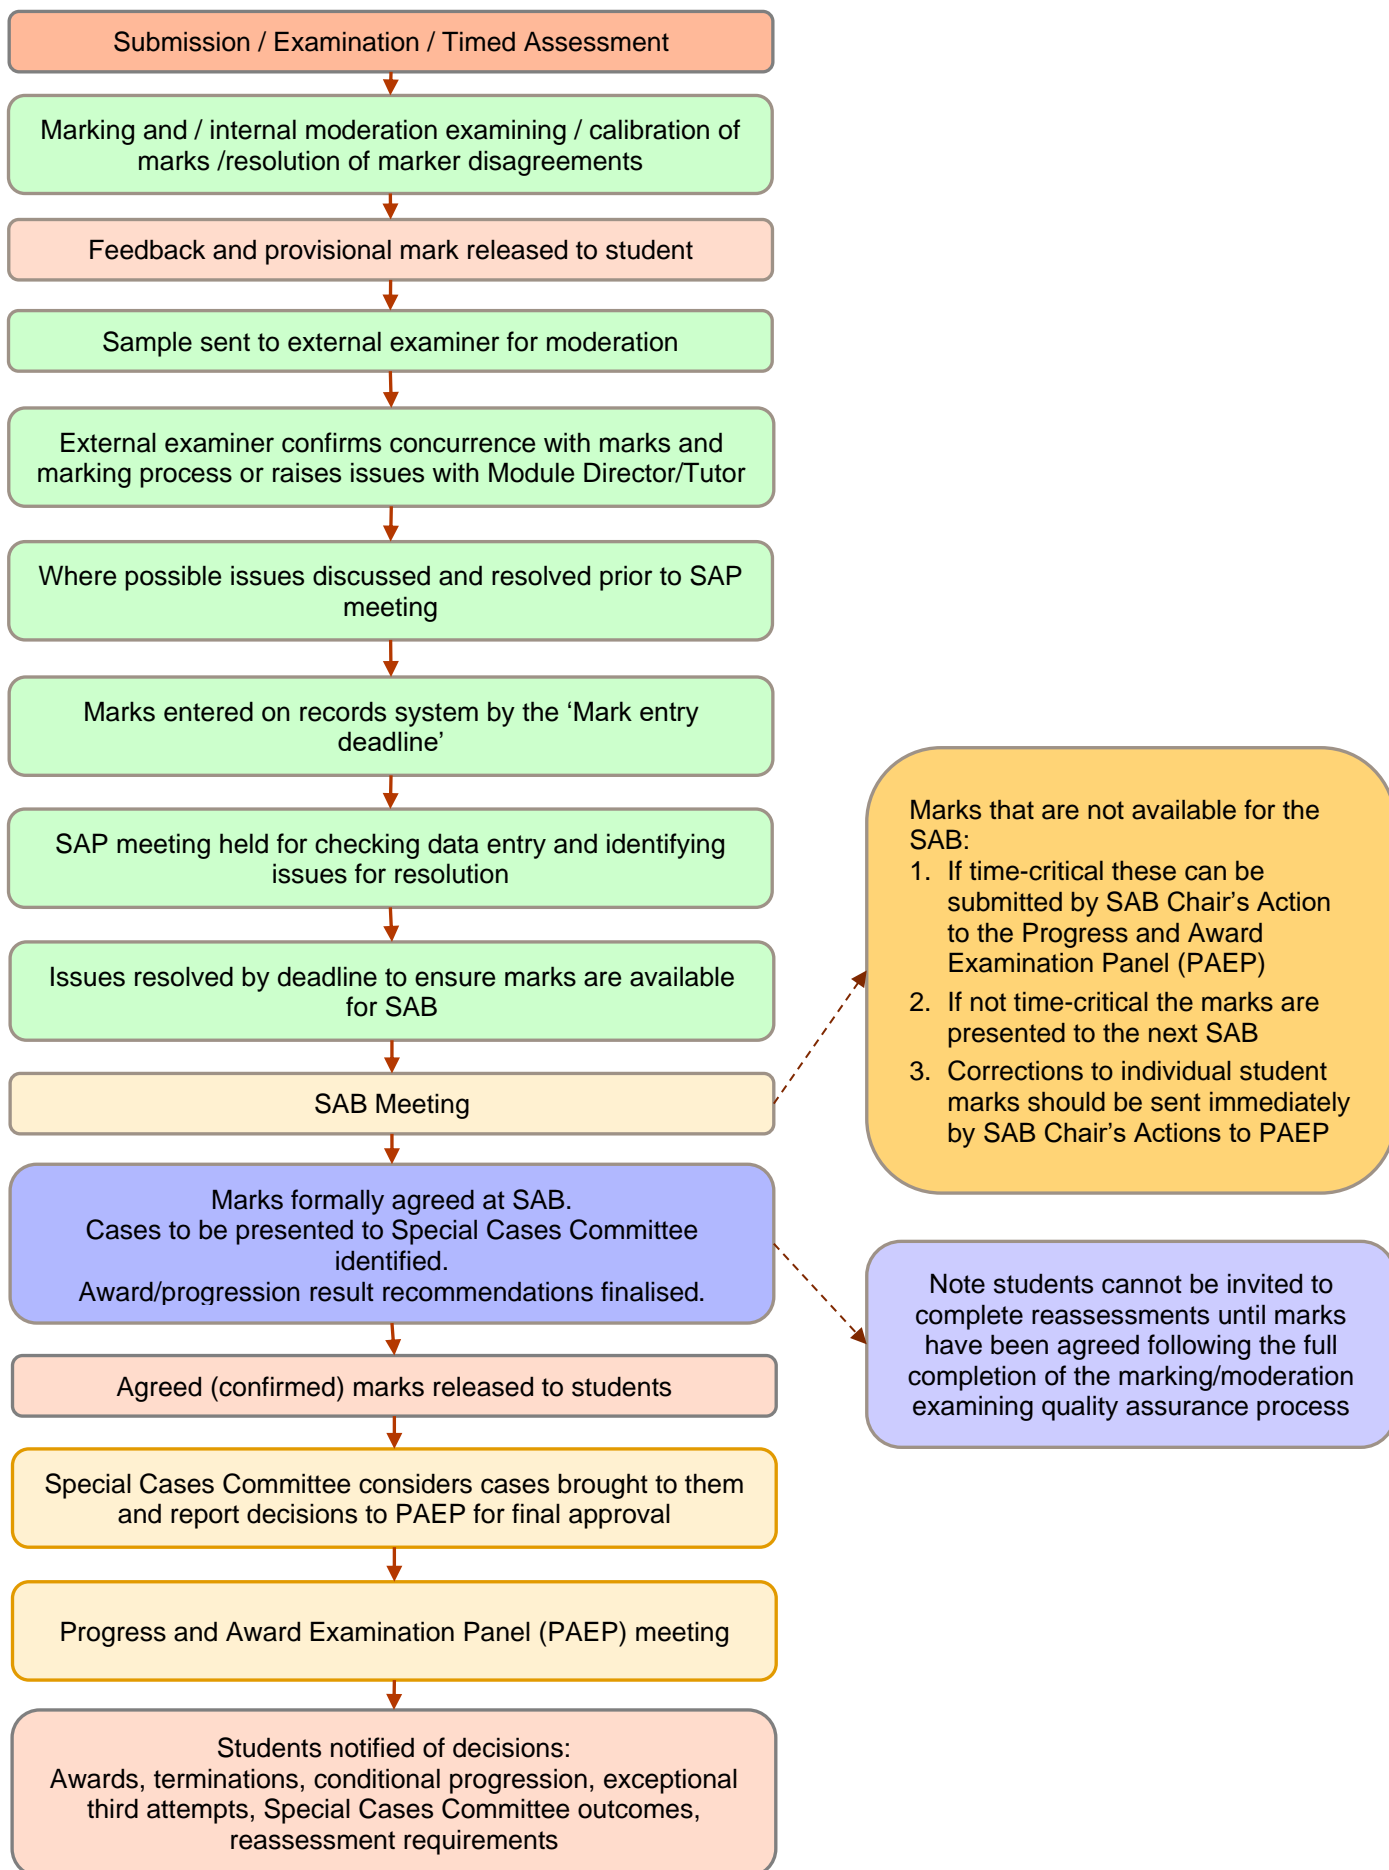 Submission / Examination / Timed Assessment
Marking and / internal moderation examining / calibration of
marks /resolution of marker disagreements
Feedback and provisional mark released to student
Sample sent to external examiner for moderation
External examiner confirms concurrence with marks and
marking process or raises issues with Module Director/Tutor
Where possible issues discussed and resolved prior to SAP
meeting
Marks entered on records system by the ‘Mark entry
deadline’
SAP meeting held for checking data entry and identifying
issues for resolution
Issues resolved by deadline to ensure marks are available
for SAB
SAB Meeting
Marks that are not available for the
SAB:
1. If time-critical these can be
submitted by SAB Chair’s Action
to the Progress and Award
Examination Panel (PAEP)
2. If not time-critical the marks are
presented to the next SAB
3. Corrections to individual student
marks should be sent immediately
by SAB Chair’s Actions to PAEP
Marks formally agreed at SAB.
Cases to be presented to Special Cases Committee
identified.
Award/progression result recommendations finalised.
Note students cannot be invited to
complete reassessments until marks
have been agreed following the full
completion of the marking/moderation
examining quality assurance process
Agreed (confirmed) marks released to students
Special Cases Committee considers cases brought to them
and report decisions to PAEP for final approval
Progress and Award Examination Panel (PAEP) meeting
Students notified of decisions:
Awards, terminations, conditional progression, exceptional
third attempts, Special Cases Committee outcomes,
reassessment requirements